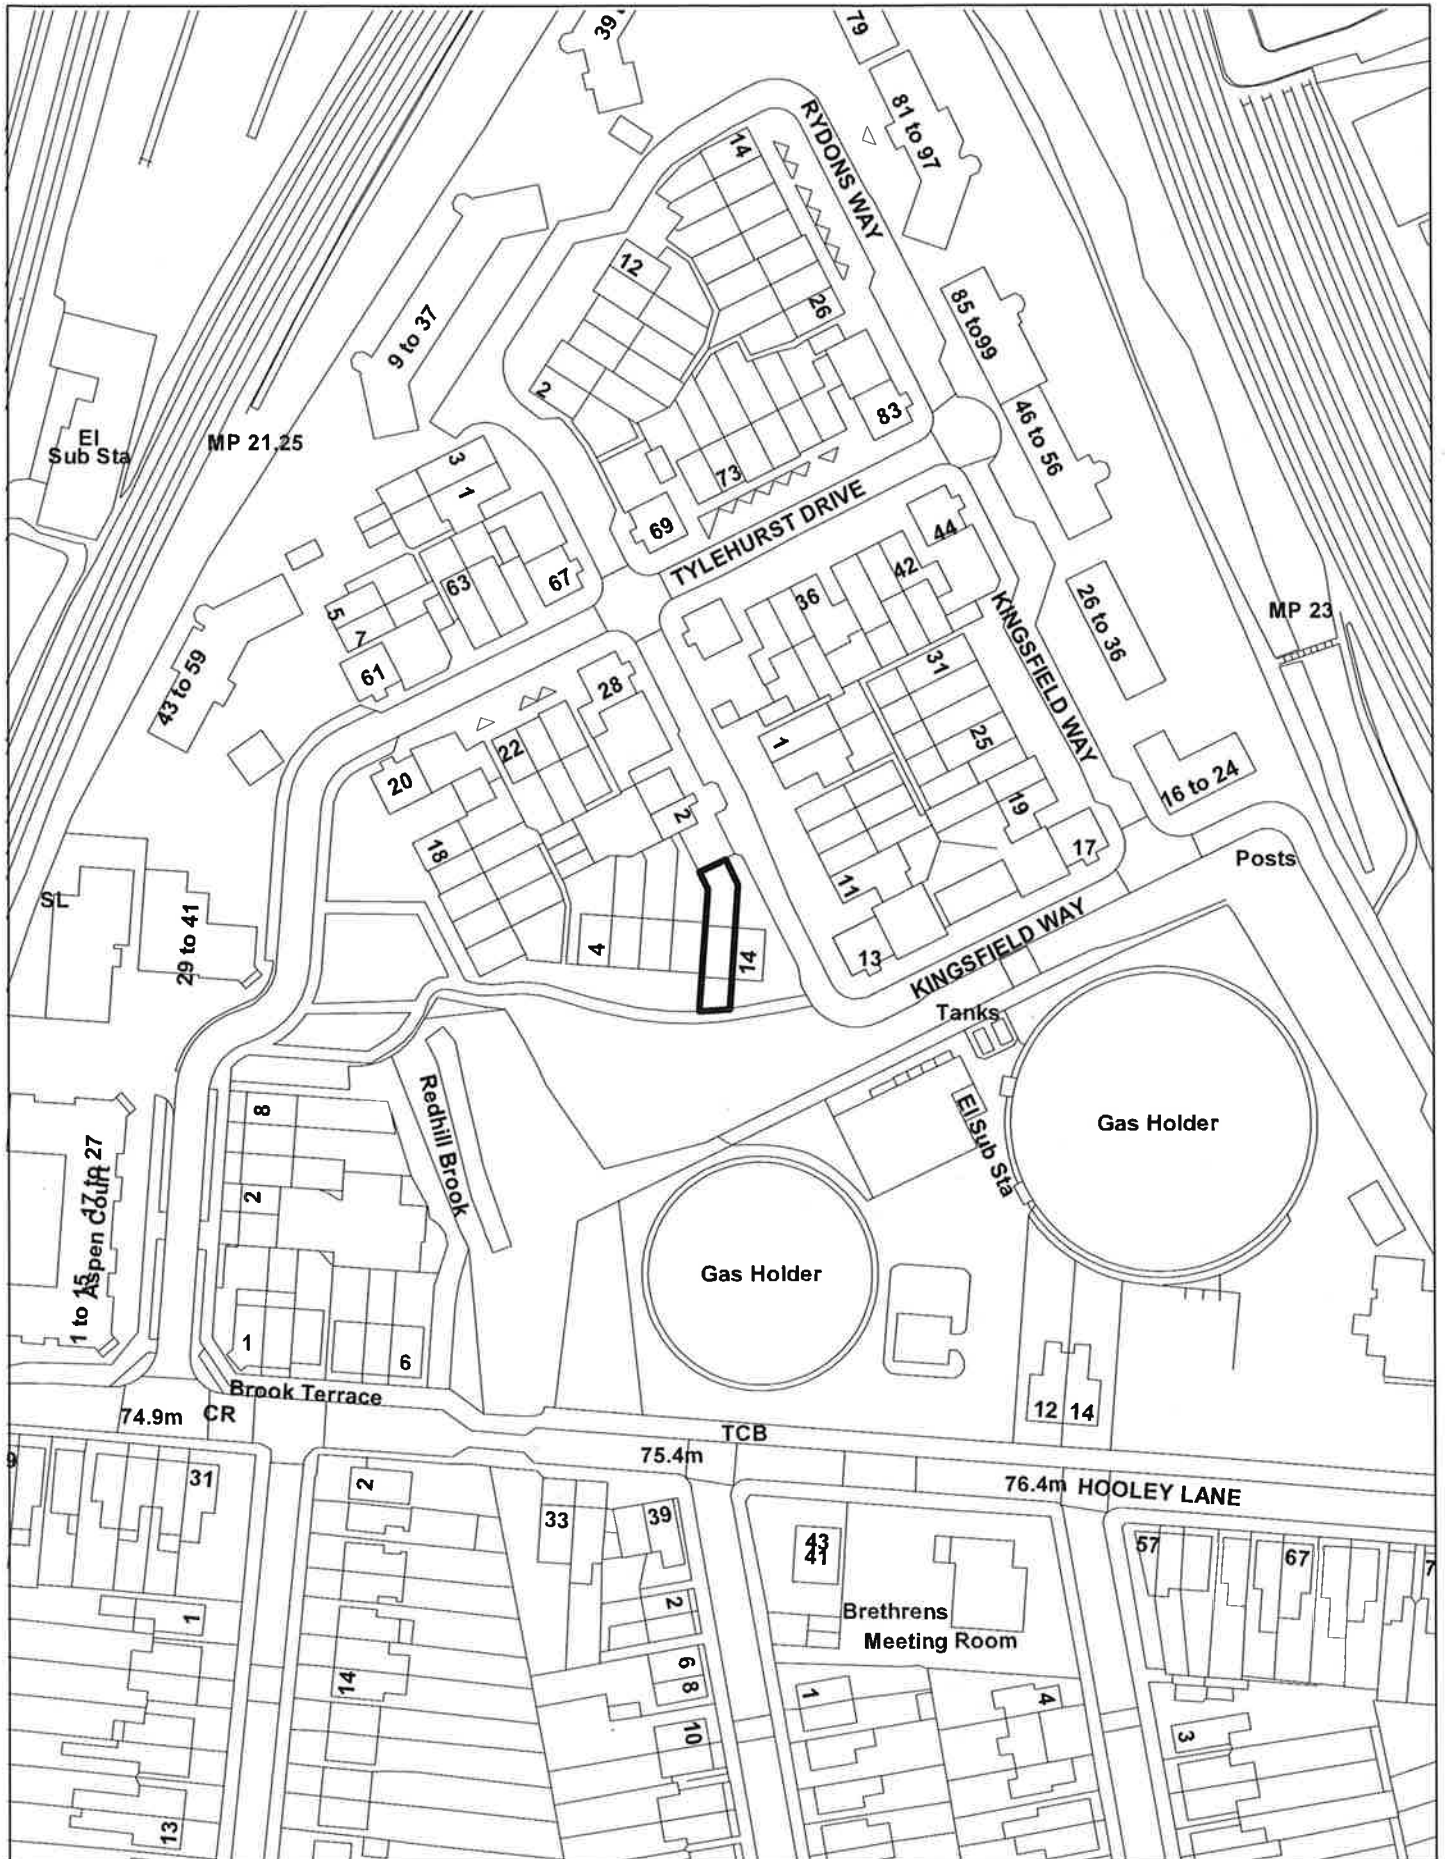 39
79
81 to 97
RYDONS WAY
14
12
26
85 to99
9 to 37
2
El
Sub Sta
MP 21.25
83
46 to 56
3
1
73
69
TYLEHURST DRIVE
44
42
67
63
36
26 to 36
MP 23
5
7
61
31
KINGSFIELD WAY
43 to 59
28
22
1
25
20
16 to 24
19
2
17
18
Posts
11
SL
29 to 41
4
14
13
KINGSFIELD WAY
Tanks
Redhill Brook
8
El Sub Sta
Gas Holder
17 to 27
Aspen Court
1 to 15
2
Gas Holder
1
6
Brook Terrace
12
14
74.9m
CR
TCB
75.4m
76.4m
HOOLEY LANE
9
31
2
33
39
43
41
57
67
7
1
2
Brethrens
Meeting Room
14
6
8
1
4
10
3
13